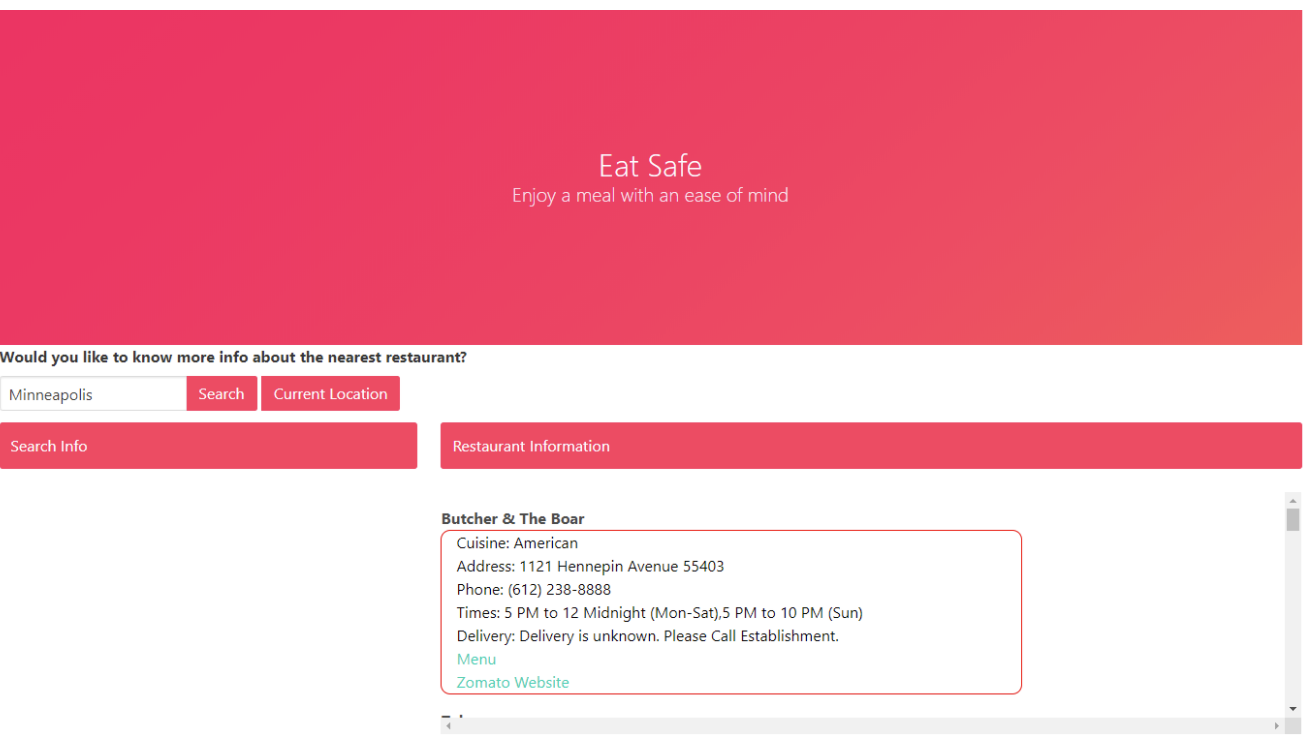 Eat Safe
Enjoy a meal with an ease of mind
Would you like to know more info about the nearest restaurant?
Minneapolis
Search
Current Location
Search Info
Restaurant Information
Butcher & The Boar
Cuisine: American
Address: 1121 Hennepin Avenue 55403
Phone: (612) 238-8888
Times: 5 PM to 12 Midnight (Mon-Sat),5 PM to 10 PM (Sun)
Delivery: Delivery is unknown. Please Call Establishment.
Menu
Zomato Website